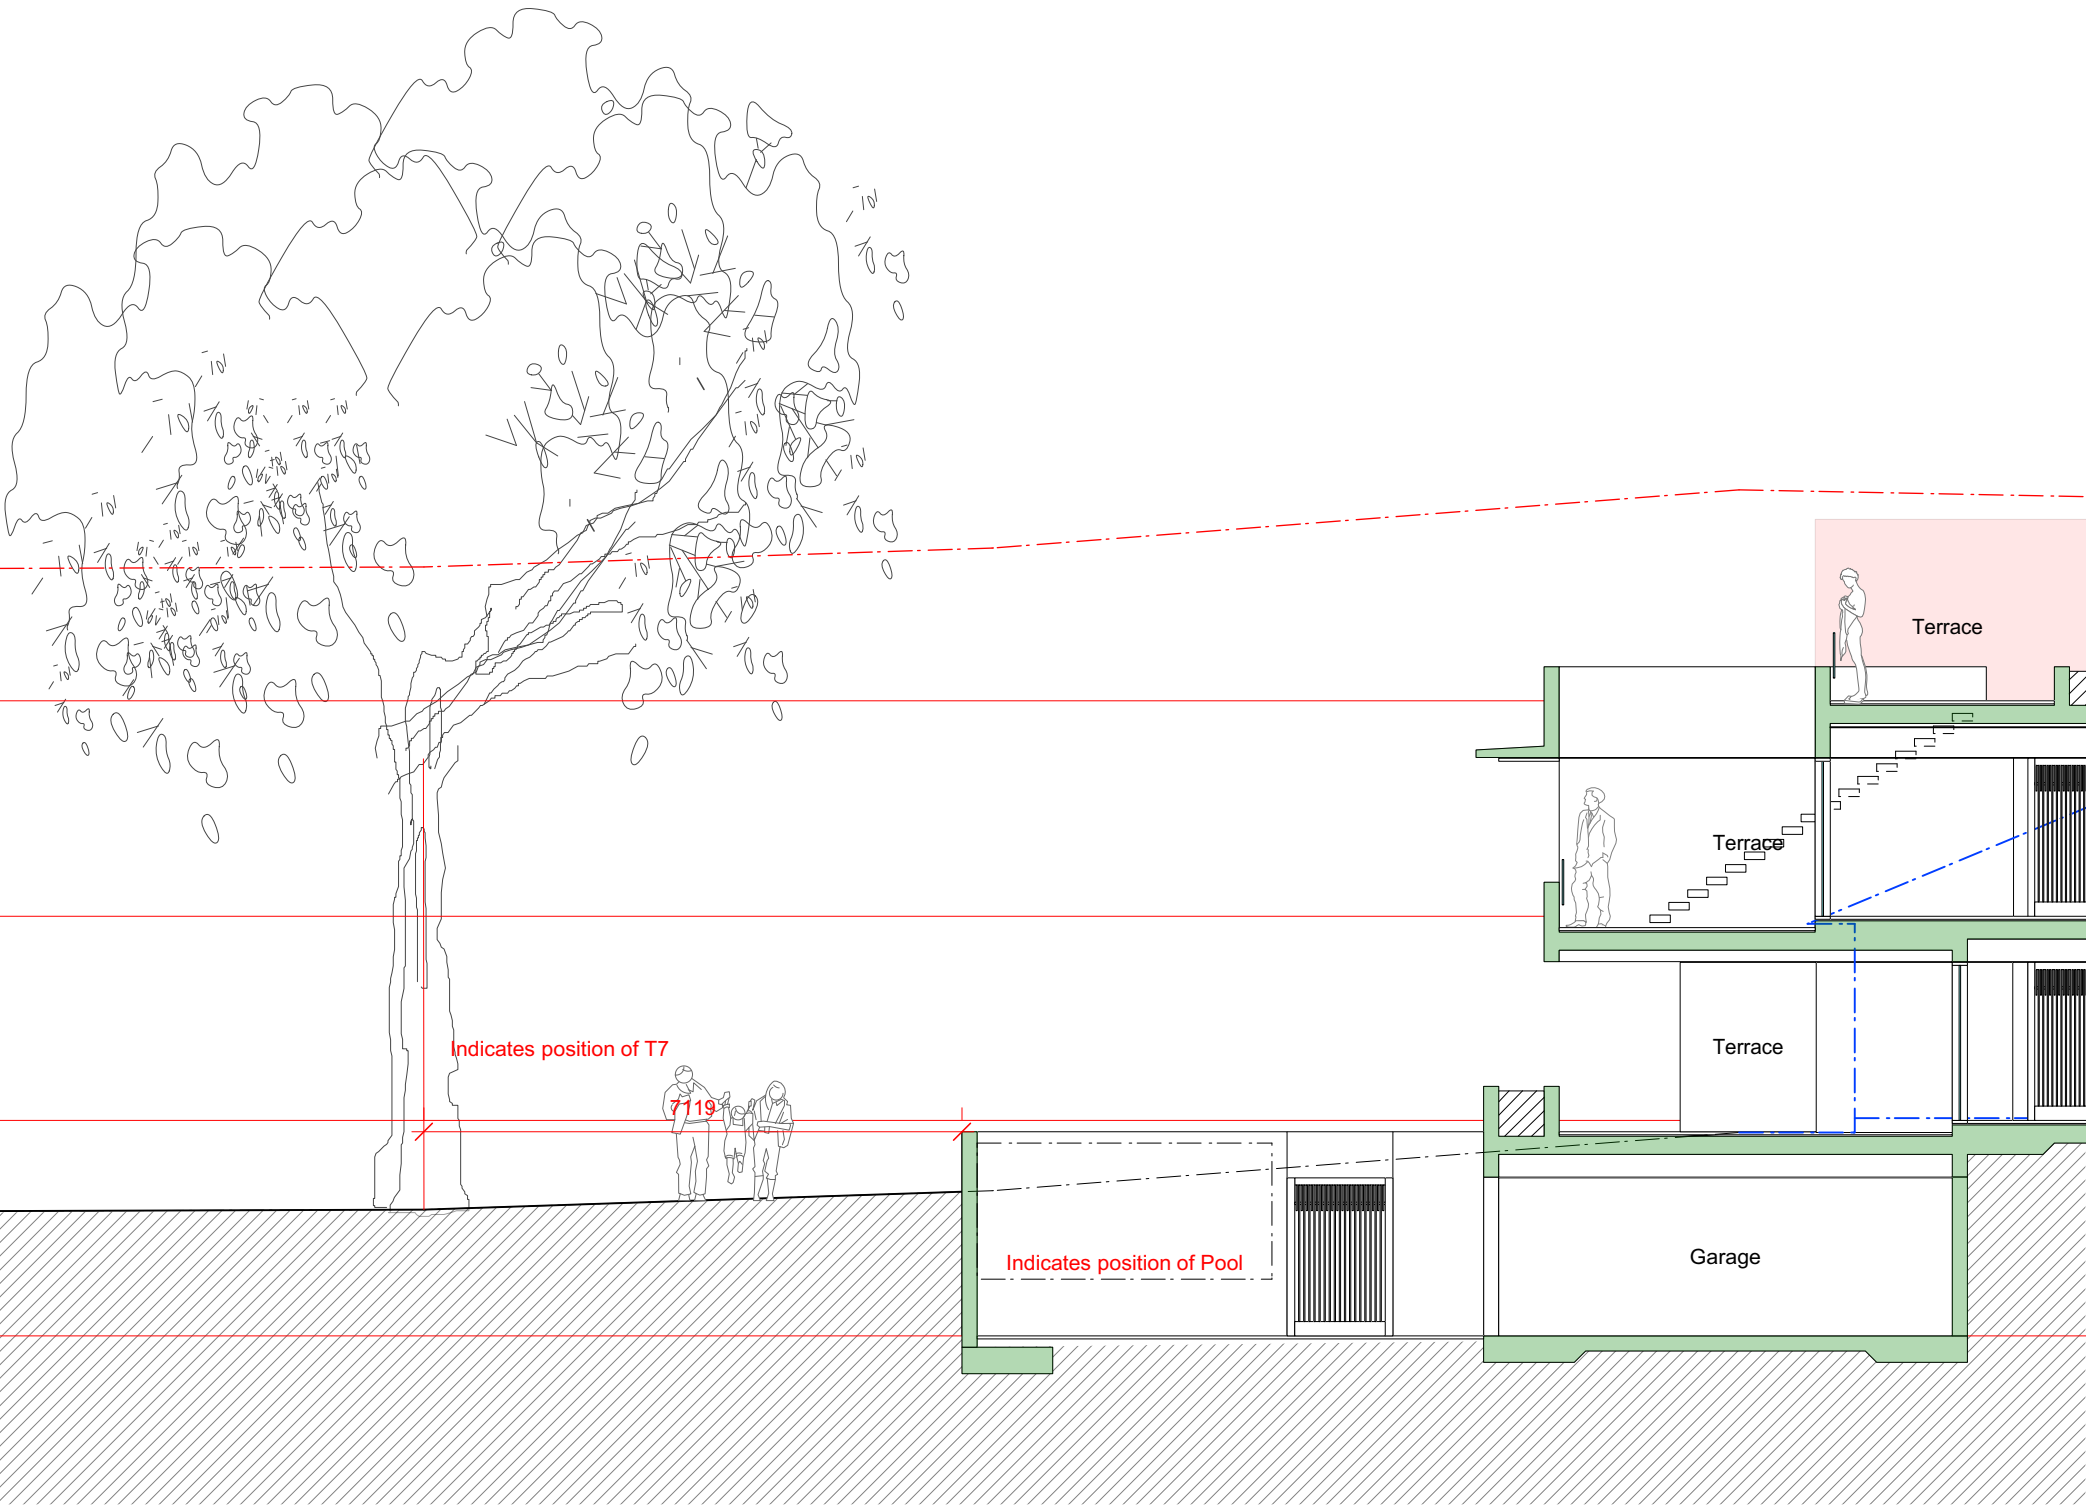 Terrace
Terrace
Indicates position of T7
Terrace
7119
Indicates position of Pool
Garage